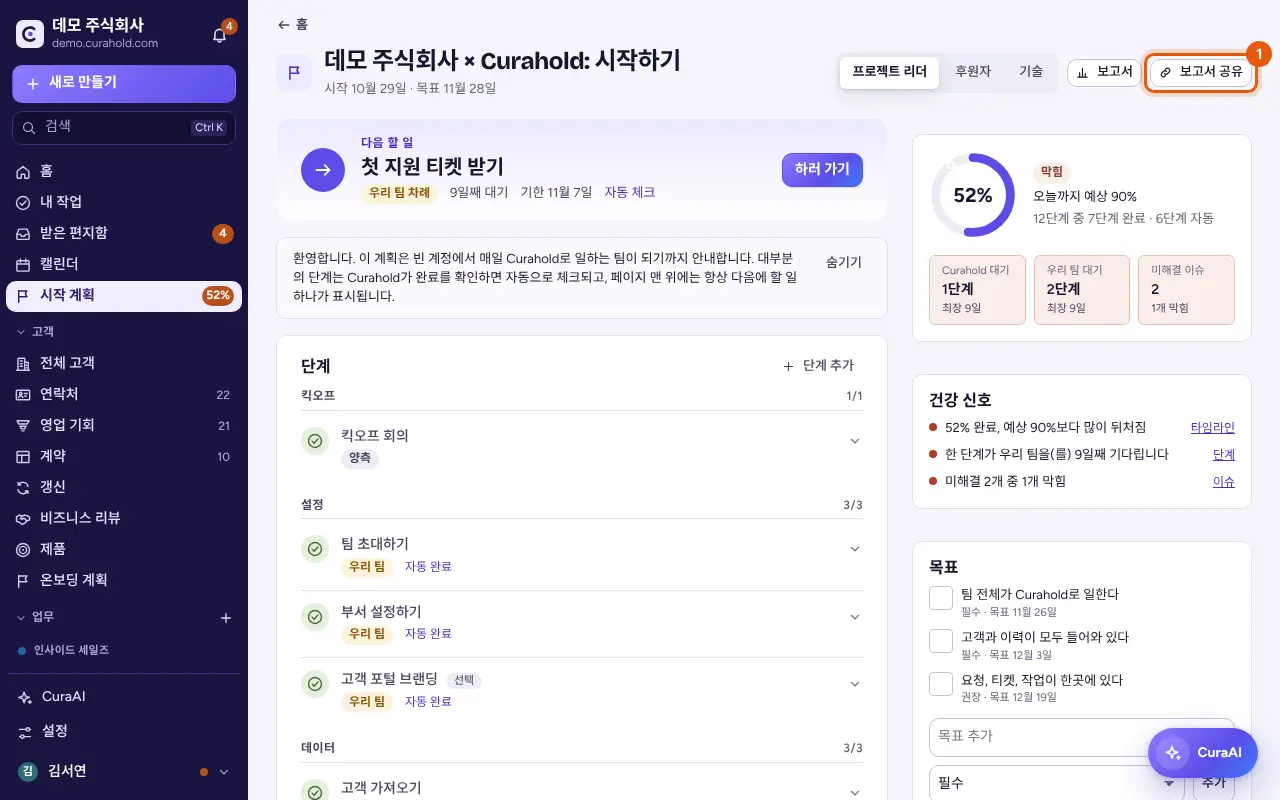 데모 주식회사
demo.curahold.com
4
새로 만들기
검색
Ctrl K
홈
내 작업
받은 편지함
4
캘린더
시작 계획
52%
고객
전체 고객
연락처
22
영업 기회
21
계약
10
갱신
비즈니스 리뷰
제품
온보딩 계획
업무
인사이드 세일즈
CuraAI
설정
김
김서연
홈
데모 주식회사 × Curahold: 시작하기
시작 10월 29일 · 목표 11월 28일
프로젝트 리더
후원자
기술
보고서
보고서 공유
1
다음 할 일
첫 지원 티켓 받기
우리 팀 차례
9일째 대기
기한 11월 7일
자동 체크
하러 가기
환영합니다. 이 계획은 빈 계정에서 매일 Curahold로 일하는 팀이 되기까지 안내합니다. 대부분
의 단계는 Curahold가 완료를 확인하면 자동으로 체크되고, 페이지 맨 위에는 항상 다음에 할 일
하나가 표시됩니다.
숨기기
단계
단계 추가
킥오프
1/1
킥오프 회의
양측
설정
3/3
팀 초대하기
우리 팀
자동 완료
부서 설정하기
우리 팀
자동 완료
고객 포털 브랜딩
선택
우리 팀
자동 완료
데이터
3/3
고객 가져오기
52%
막힘
오늘까지 예상 90%
12단계 중 7단계 완료 · 6단계 자동
Curahold 대기
1단계
최장 9일
우리 팀 대기
2단계
최장 9일
미해결 이슈
2
1개 막힘
건강 신호
52% 완료, 예상 90%보다 많이 뒤처짐
타임라인
한 단계가 우리 팀을(를) 9일째 기다립니다
단계
미해결 2개 중 1개 막힘
이슈
목표
팀 전체가 Curahold로 일한다
필수 · 목표 11월 26일
고객과 이력이 모두 들어와 있다
필수 · 목표 12월 3일
요청, 티켓, 작업이 한곳에 있다
권장 · 목표 12월 19일
목표 추가
필수
추가
CuraAI